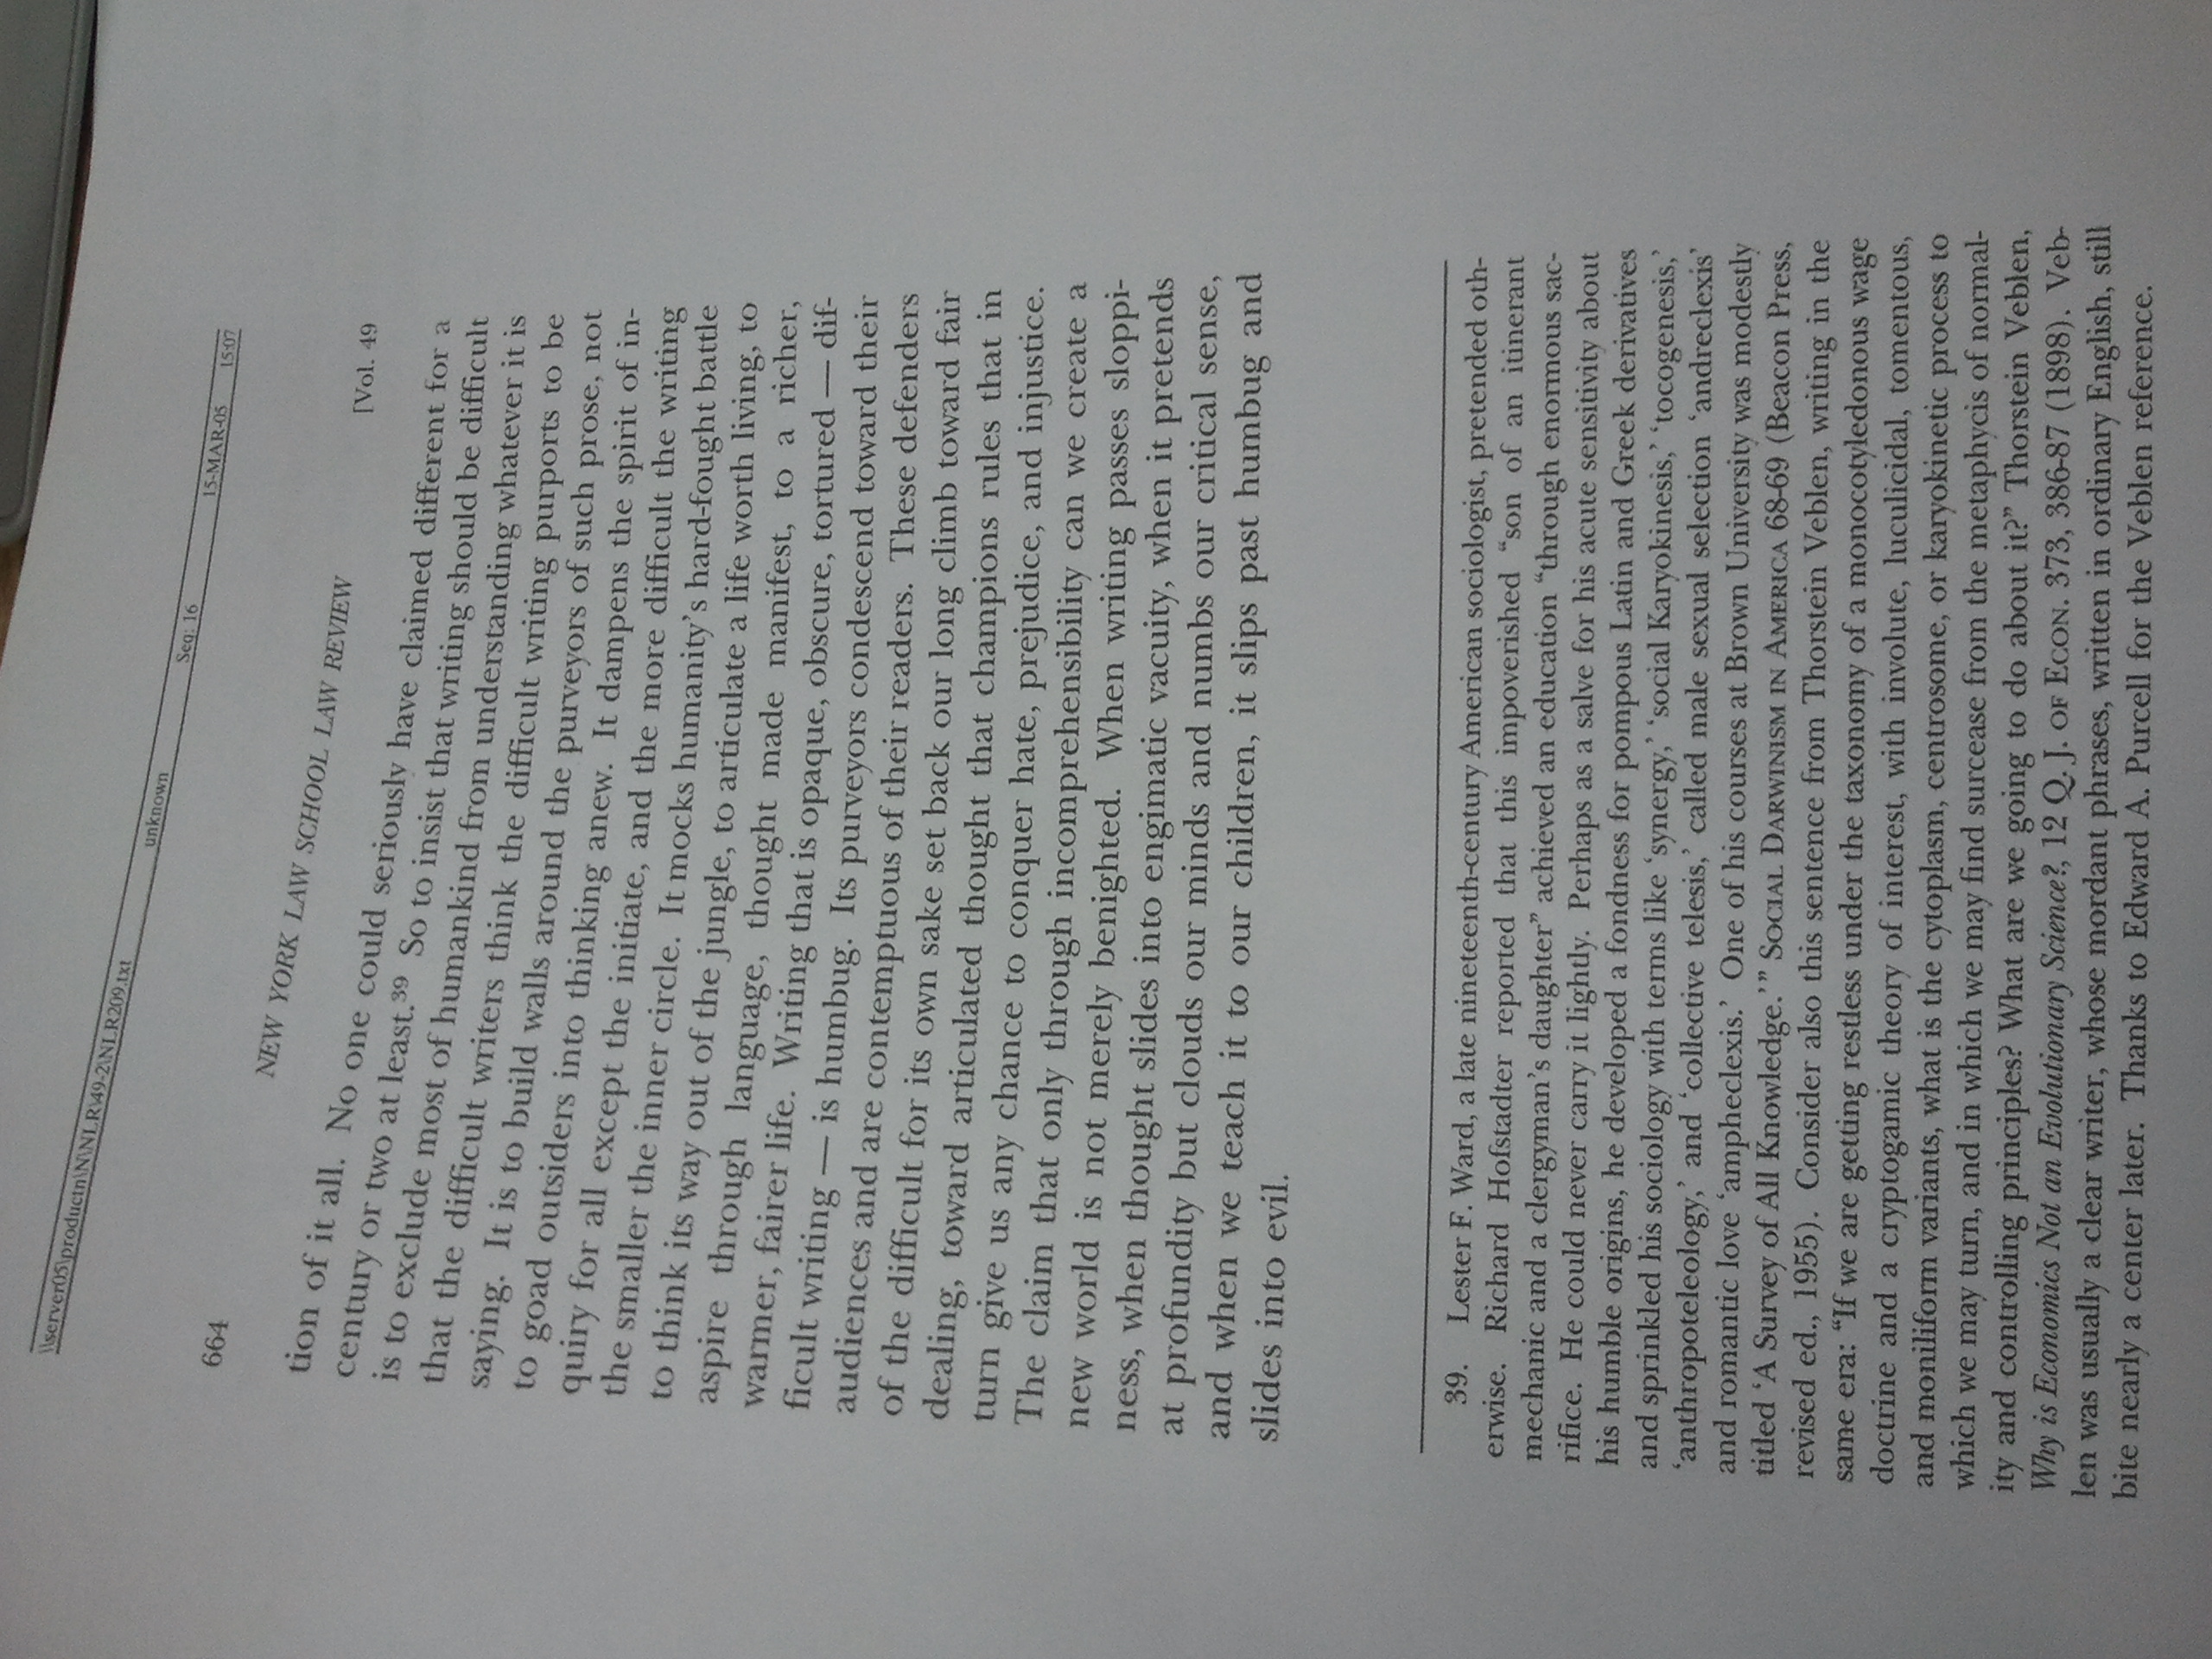 \\server05\productn\N\NLR\49-2\NLR209.txt unknown Seq: 16 15-MAR-05 15:07
664 NEW YORK LAW SCHOOL LAW REVIEW [Vol. 49
tion of it all. No one could seriously have claimed different for a
century or two at least.39 So to insist that writing should be difficult
is to exclude most of humankind from understanding whatever it is
that the difficult writers think the difficult writing purports to be
saying. It is to build walls around the purveyors of such prose, not
to goad outsiders into thinking anew. It dampens the spirit of in-
quiry for all except the initiate, and the more difficult the writing
the smaller the inner circle. It mocks humanity's hard-fought battle
to think its way out of the jungle, to articulate a life worth living, to
aspire through language, thought made manifest, to a richer,
warmer, fairer life. Writing that is opaque, obscure, tortured — dif-
ficult writing — is humbug. Its purveyors condescend toward their
audiences and are contemptuous of their readers. These defenders
of the difficult for its own sake set back our long climb toward fair
dealing, toward articulated thought that champions rules that in
turn give us any chance to conquer hate, prejudice, and injustice.
The claim that only through incomprehensibility can we create a
new world is not merely benighted. When writing passes sloppi-
ness, when thought slides into engimatic vacuity, when it pretends
at profundity but clouds our minds and numbs our critical sense,
and when we teach it to our children, it slips past humbug and
slides into evil.
39. Lester F. Ward, a late nineteenth-century American sociologist, pretended oth-
erwise. Richard Hofstadter reported that this impoverished “son of an itinerant
mechanic and a clergyman's daughter” achieved an education “through enormous sac-
rifice. He could never carry it lightly. Perhaps as a salve for his acute sensitivity about
his humble origins, he developed a fondness for pompous Latin and Greek derivatives
and sprinkled his sociology with terms like ‘synergy,’ ‘social Karyokinesis,’ ‘tocogenesis,’
‘anthropoteleology,’ and ‘collective telesis,’ called male sexual selection ‘andreclexis’
and romantic love ‘ampheclexis.’ One of his courses at Brown University was modestly
titled ‘A Survey of All Knowledge.’” SOCIAL DARWINISM IN AMERICA 68-69 (Beacon Press,
revised ed., 1955). Consider also this sentence from Thorstein Veblen, writing in the
same era: “If we are getting restless under the taxonomy of a monocotyledonous wage
doctrine and a cryptogamic theory of interest, with involute, luculicidal, tomentous,
and moniliform variants, what is the cytoplasm, centrosome, or karyokinetic process to
which we may turn, and in which we may find surcease from the metaphycis of normal-
ity and controlling principles? What are we going to do about it?” Thorstein Veblen,
Why is Economics Not an Evolutionary Science?, 12 Q. J. OF ECON. 373, 386-87 (1898). Veb-
len was usually a clear writer, whose mordant phrases, written in ordinary English, still
bite nearly a center later. Thanks to Edward A. Purcell for the Veblen reference.